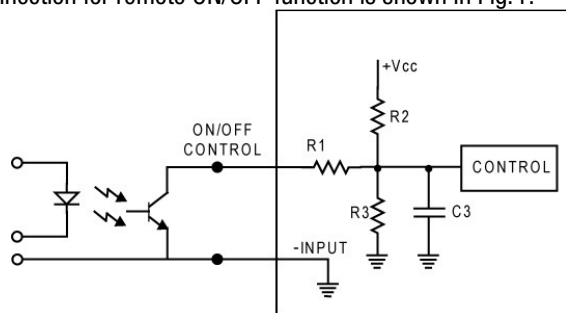 nnection for remote ON/OFF function is shown in Fig.1.
+Vcc
R2
ON/OFF
CONTROL
R1
CONTROL
R3
C3
-INPUT